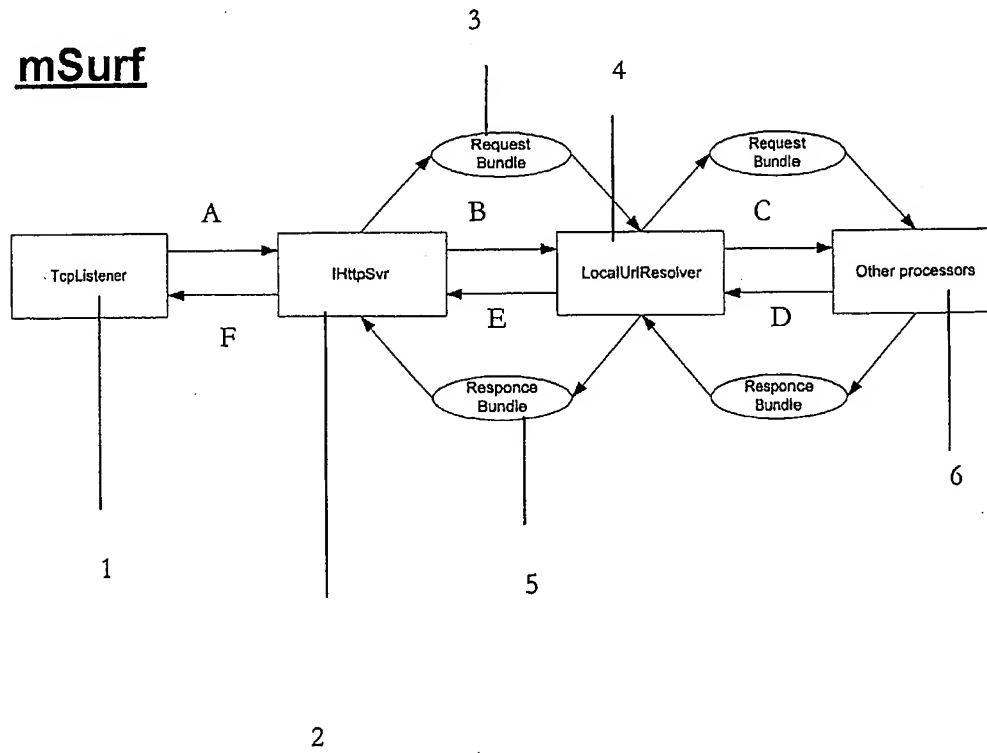 3
mSurf
4
Request
Bundle
Request
Bundle
A
B
C
TcpListener
IHttpSvr
LocalUrlResolver
Other processors
F
E
D
Responce
Bundle
Responce
Bundle
6
1
5
2